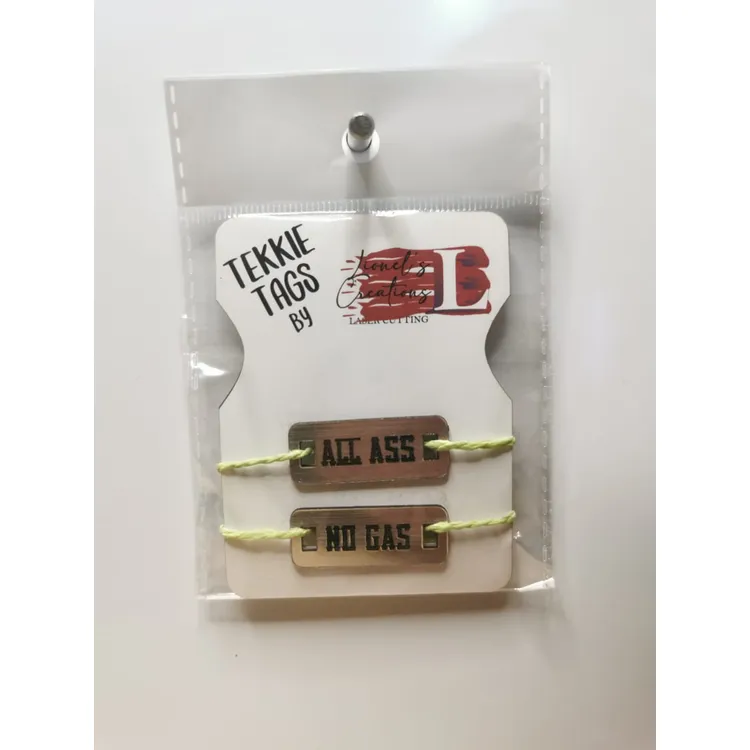 TEKKIE
TAGS
BY
Lionel's
Creations
L
LASER CUTTING
ALL ASS
NO GAS